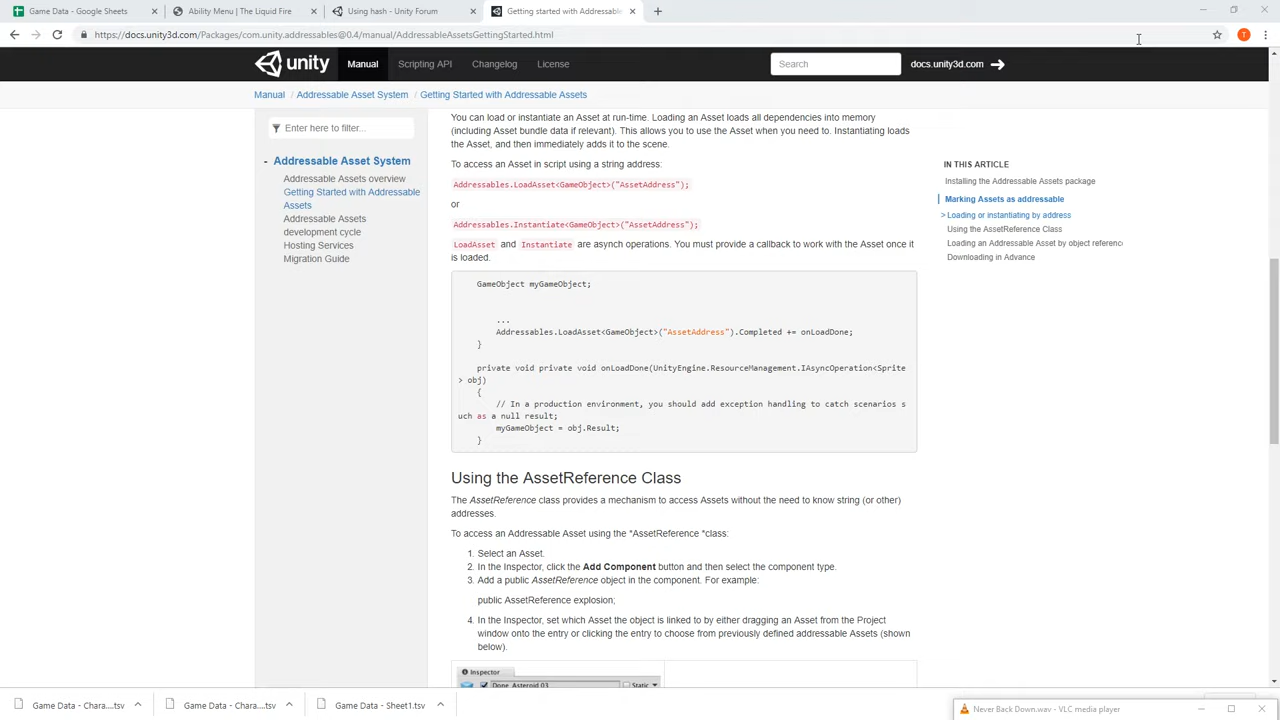 Game Data - Google Sheets
Ability Menu | The Liquid Fire
Using hash - Unity Forum
Getting started with Addressable
https://docs.unity3d.com/Packages/com.unity.addressables@0.4/manual/AddressableAssetsGettingStarted.html
T
unity
Manual
Scripting API
Changelog
License
Search
docs.unity3d.com
Manual / Addressable Asset System / Getting Started with Addressable Assets
Enter here to filter...
- Addressable Asset System
Addressable Assets overview
Getting Started with Addressable
Assets
Addressable Assets
development cycle
Hosting Services
Migration Guide
You can load or instantiate an Asset at run-time. Loading an Asset loads all dependencies into memory
(including Asset bundle data if relevant). This allows you to use the Asset when you need to. Instantiating loads
the Asset, and then immediately adds it to the scene.
To access an Asset in script using a string address:
Addressables.LoadAsset<GameObject>("AssetAddress");
or
Addressables.Instantiate<GameObject>("AssetAddress");
LoadAsset and Instantiate are asynch operations. You must provide a callback to work with the Asset once it
is loaded.
GameObject myGameObject;
...
Addressables.LoadAsset<GameObject>("AssetAddress").Completed += onLoadDone;
}
private void private void onLoadDone(UnityEngine.ResourceManagement.IAsyncOperation<Sprite
> obj)
{
// In a production environment, you should add exception handling to catch scenarios s
uch as a null result;
myGameObject = obj.Result;
}
Using the AssetReference Class
The AssetReference class provides a mechanism to access Assets without the need to know string (or other)
addresses.
To access an Addressable Asset using the *AssetReference *class:
1. Select an Asset.
2. In the Inspector, click the Add Component button and then select the component type.
3. Add a public AssetReference object in the component. For example:
public AssetReference explosion;
4. In the Inspector, set which Asset the object is linked to by either dragging an Asset from the Project
window onto the entry or clicking the entry to choose from previously defined addressable Assets (shown
below).
Inspector
Done_Asteroid 03
Static
IN THIS ARTICLE
Installing the Addressable Assets package
Marking Assets as addressable
> Loading or instantiating by address
Using the AssetReference Class
Loading an Addressable Asset by object reference
Downloading in Advance
Game Data - Chara....tsv
Game Data - Chara....tsv
Game Data - Sheet1.tsv
Never Back Down.wav - VLC media player